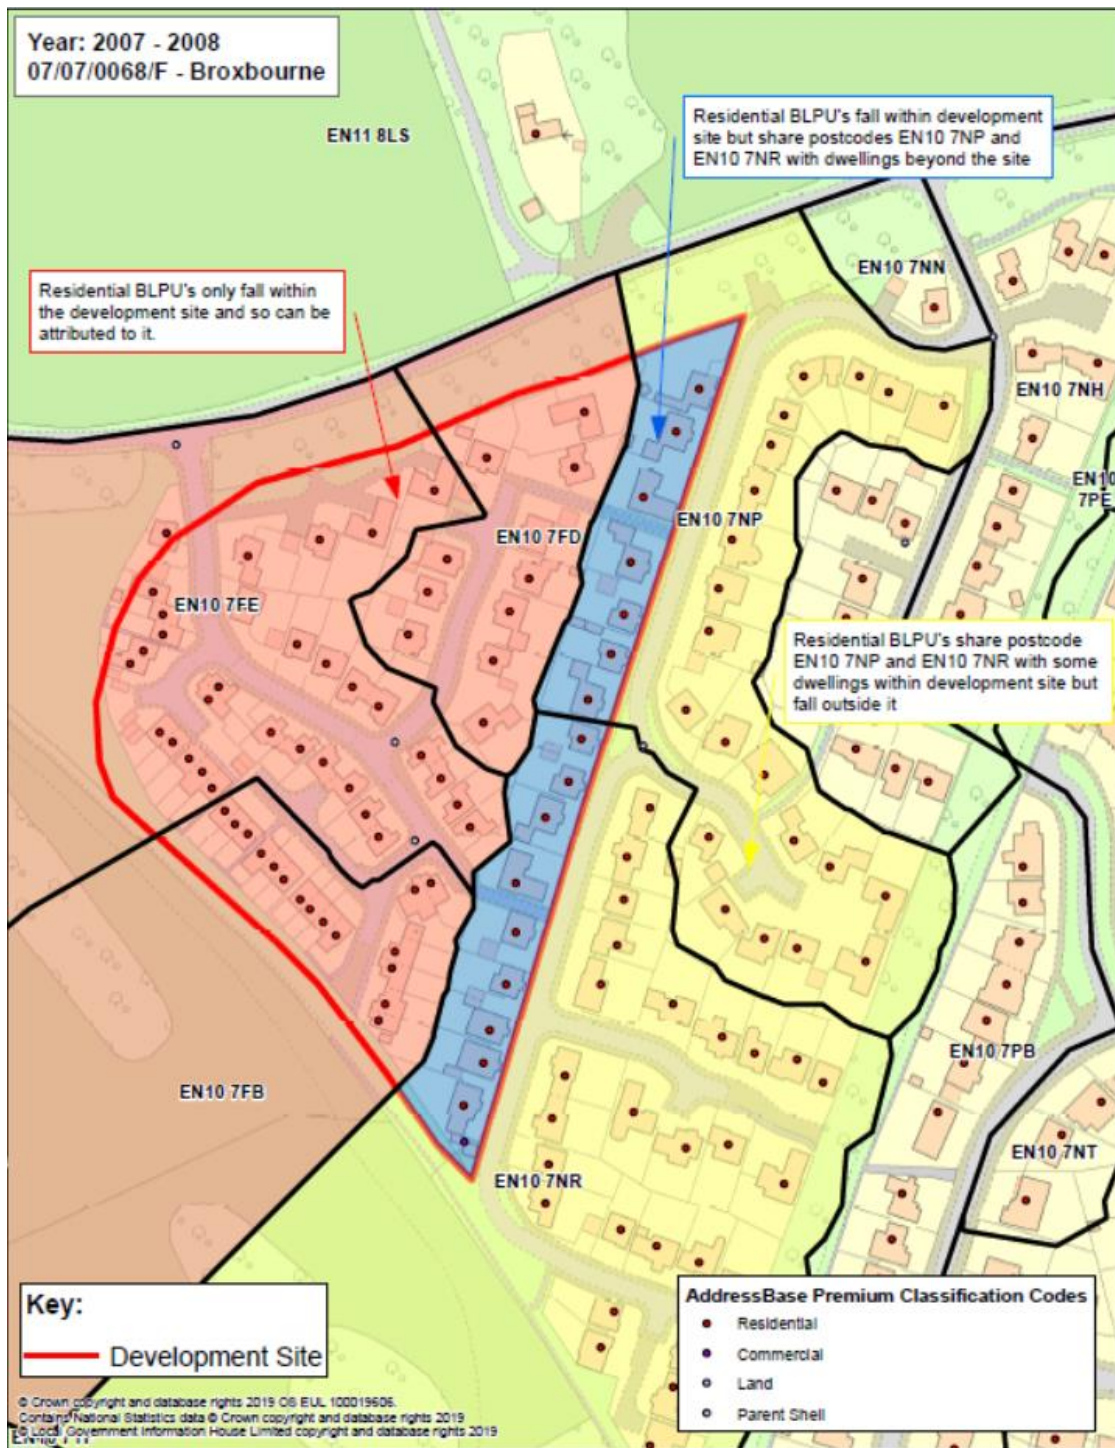 Year: 2007 - 2008
07/07/0068/F - Broxbourne
EN11 8LS
Residential BLPU's fall within development
site but share postcodes EN10 7NP and
EN10 7NR with dwellings beyond the site
EN10 7NN
Residential BLPU's only fall within
the development site and so can be
attributed to it.
EN10 7NH
EN10
7PE
EN10 7NP
EN10 7FD
EN10 7FE
Residential BLPU's share postcode
EN10 7NP and EN10 7NR with some
dwellings within development site but
fall outside it
EN10 7PB
EN10 7FB
EN10 7NT
EN10 7NR
Key:
Development Site
AddressBase Premium Classification Codes
Residential
Commercial
Land
Parent Shell
© Crown copyright and database rights 2019 OS EUL 100019606.
Contains National Statistics data © Crown copyright and database rights 2019
© Local Government Information House Limited copyright and database rights 2019